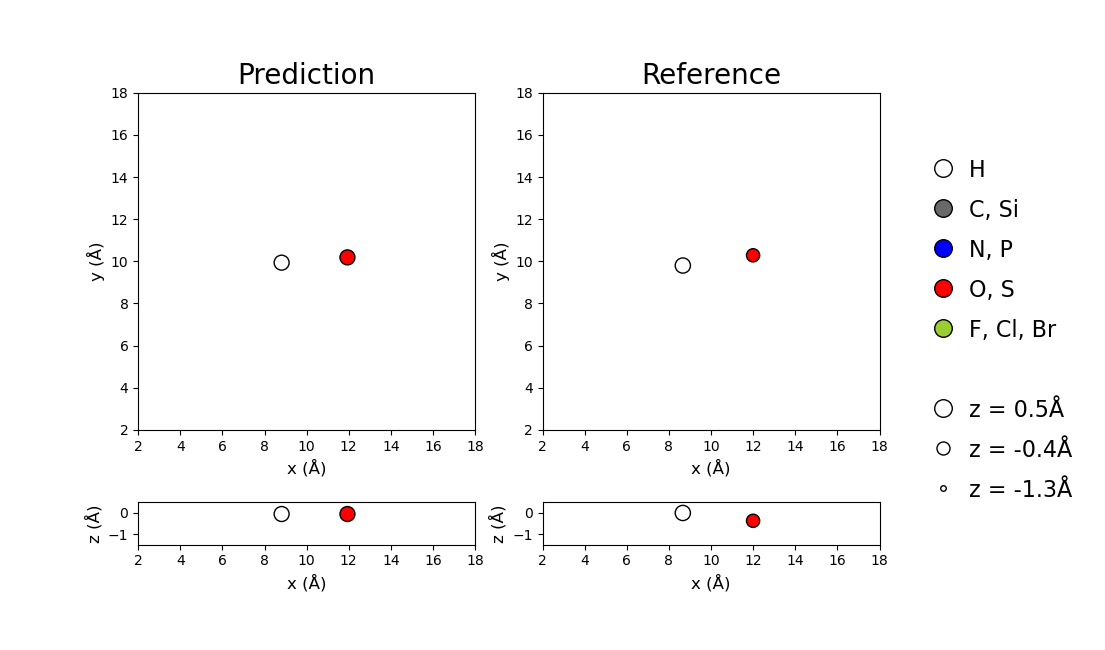 Prediction
Reference
18
16
14
12
10
8
6
4
2
y (Å)
2 4 6 8 10 12 14 16 18
x (Å)
18
16
14
12
10
8
6
4
2
y (Å)
2 4 6 8 10 12 14 16 18
x (Å)
0
−1
z (Å)
2 4 6 8 10 12 14 16 18
x (Å)
0
−1
z (Å)
2 4 6 8 10 12 14 16 18
x (Å)
H
C, Si
N, P
O, S
F, Cl, Br
z = 0.5Å
z = -0.4Å
z = -1.3Å